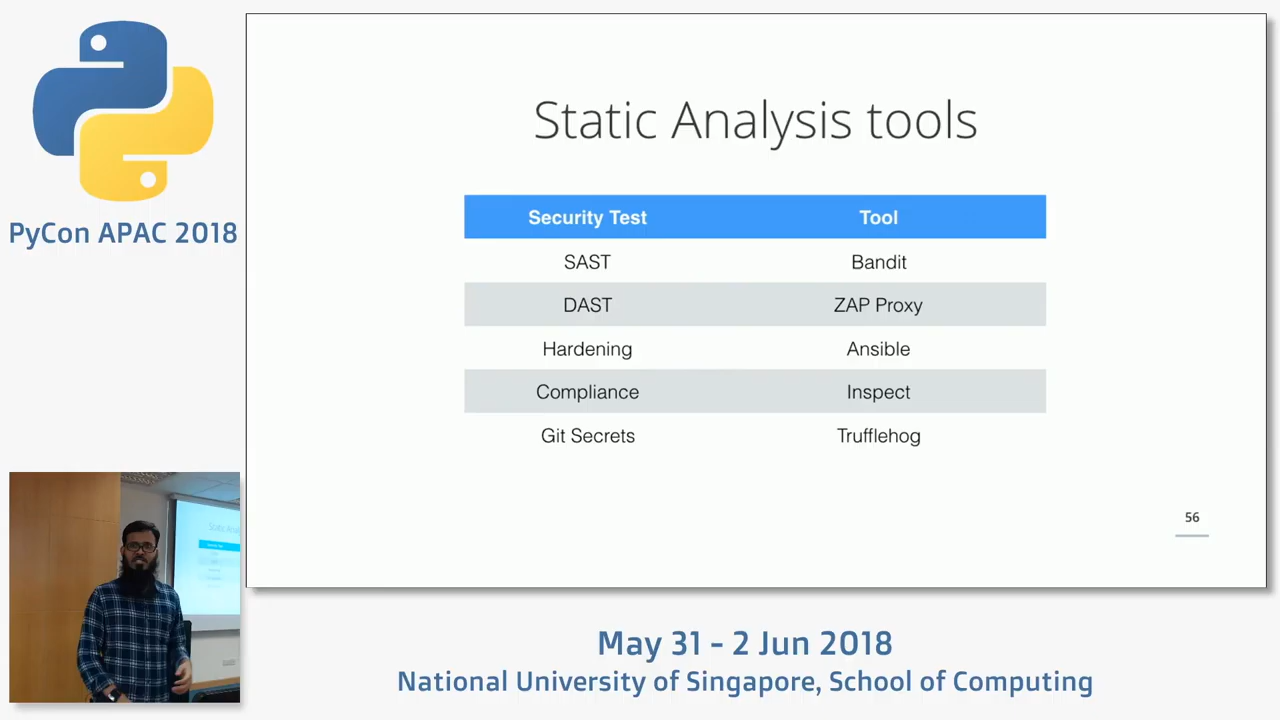 PyCon APAC 2018
Static Analysis tools
Security Test Tool
SAST Bandit
DAST ZAP Proxy
Hardening Ansible
Compliance Inspect
Git Secrets Trufflehog
56
May 31 - 2 Jun 2018
National University of Singapore, School of Computing